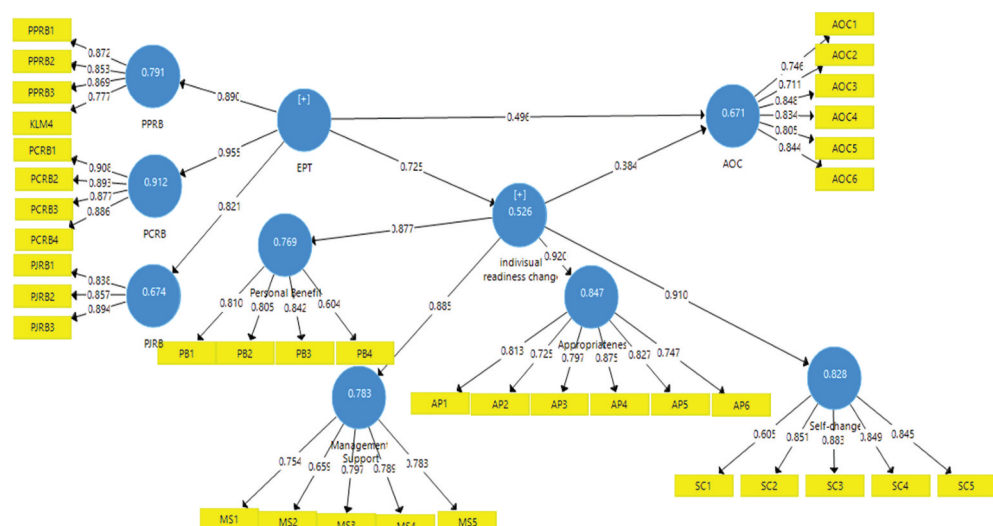 PPRB1
PPRB2
PPRB3
KLM4
0.872
0.853
0.869
0.777
0.791
PPRB
0.890
[+]
EPT
0.496
0.671
AOC
0.746
0.711
0.848
0.834
0.805
0.844
AOC1
AOC2
AOC3
AOC4
AOC5
AOC6
PCRB1
PCRB2
PCRB3
PCRB4
0.908
0.893
0.877
0.886
0.912
PCRB
0.955
0.725
0.384
0.821
[+]
0.526
indivisual
readiness change
PJRB1
PJRB2
PJRB3
0.838
0.857
0.894
0.674
PJRB
0.877
0.769
Personal Benefit
0.810
0.805
0.842
0.604
PB1
PB2
PB3
PB4
0.920
0.847
Appropriatenes
0.813
0.725
0.797
0.875
0.827
0.747
AP1
AP2
AP3
AP4
AP5
AP6
0.885
0.783
Management
Support
0.754
0.659
0.797
0.789
0.783
MS1
MS2
MS3
MS4
MS5
0.910
0.828
Self-change
0.605
0.851
0.883
0.849
0.845
SC1
SC2
SC3
SC4
SC5